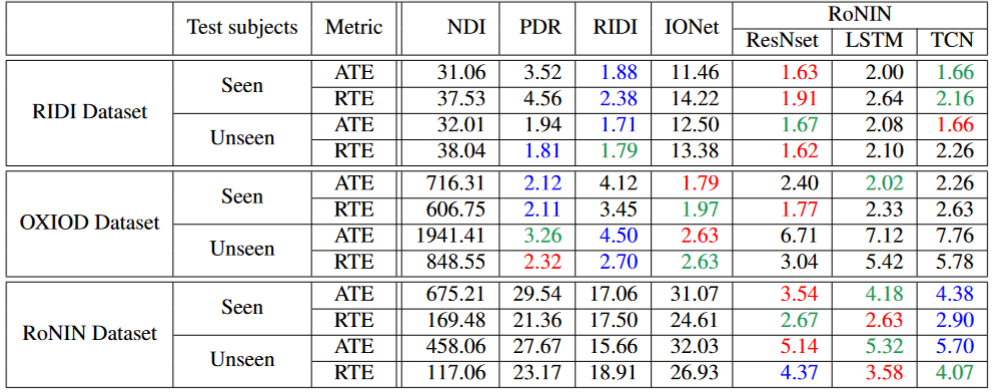 Test subjects Metric NDI PDR RIDI IONet RoNIN
ResNset LSTM TCN
RIDI Dataset Seen ATE 31.06 3.52 1.88 11.46 1.63 2.00 1.66
RTE 37.53 4.56 2.38 14.22 1.91 2.64 2.16
Unseen ATE 32.01 1.94 1.71 12.50 1.67 2.08 1.66
RTE 38.04 1.81 1.79 13.38 1.62 2.10 2.26
OXIOD Dataset Seen ATE 716.31 2.12 4.12 1.79 2.40 2.02 2.26
RTE 606.75 2.11 3.45 1.97 1.77 2.33 2.63
Unseen ATE 1941.41 3.26 4.50 2.63 6.71 7.12 7.76
RTE 848.55 2.32 2.70 2.63 3.04 5.42 5.78
RoNIN Dataset Seen ATE 675.21 29.54 17.06 31.07 3.54 4.18 4.38
RTE 169.48 21.36 17.50 24.61 2.67 2.63 2.90
Unseen ATE 458.06 27.67 15.66 32.03 5.14 5.32 5.70
RTE 117.06 23.17 18.91 26.93 4.37 3.58 4.07